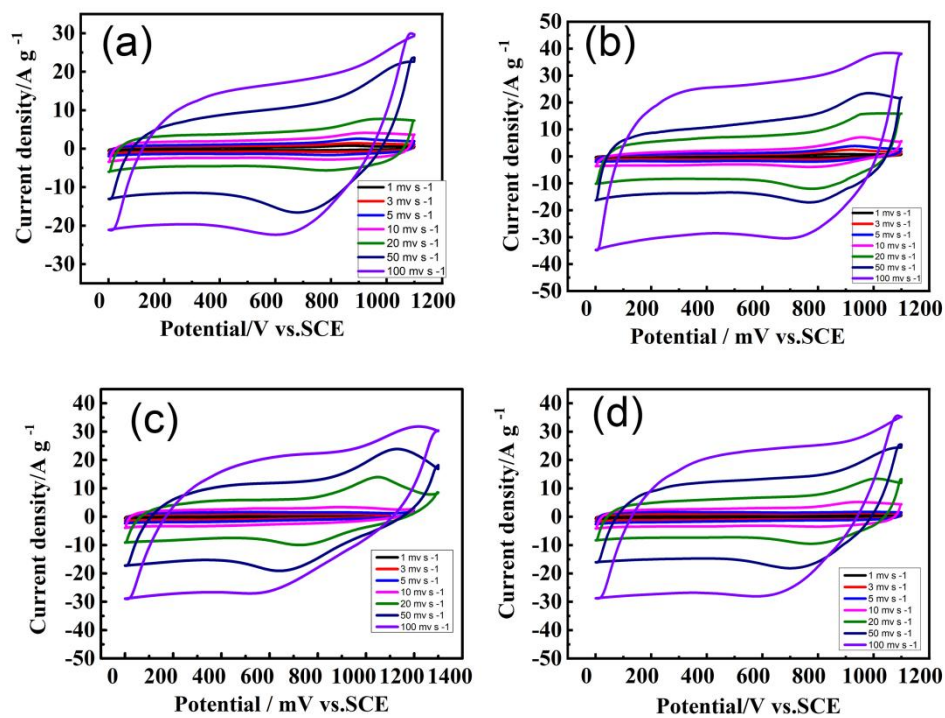 (a)
Current density/A g -1
30
20
10
0
-10
-20
-30
1 mv s -1
3 mv s -1
5 mv s -1
10 mv s -1
20 mv s -1
50 mv s -1
100 mv s -1
0 200 400 600 800 1000 1200
Potential/V vs.SCE
(b)
Current density/A g -1
50
40
30
20
10
0
-10
-20
-30
-40
-50
1 mv s -1
3 mv s -1
5 mv s -1
10 mv s -1
20 mv s -1
50 mv s -1
100 mv s -1
0 200 400 600 800 1000 1200
Potential / mV vs.SCE
(c)
Current density/A g -1
40
30
20
10
0
-10
-20
-30
-40
-50
1 mv s -1
3 mv s -1
5 mv s -1
10 mv s -1
20 mv s -1
50 mv s -1
100 mv s -1
0 200 400 600 800 1000 1200 1400
Potential / mV vs.SCE
(d)
Current density/A g -1
40
30
20
10
0
-10
-20
-30
-40
-50
1 mv s -1
3 mv s -1
5 mv s -1
10 mv s -1
20 mv s -1
50 mv s -1
100 mv s -1
0 200 400 600 800 1000 1200
Potential/V vs.SCE